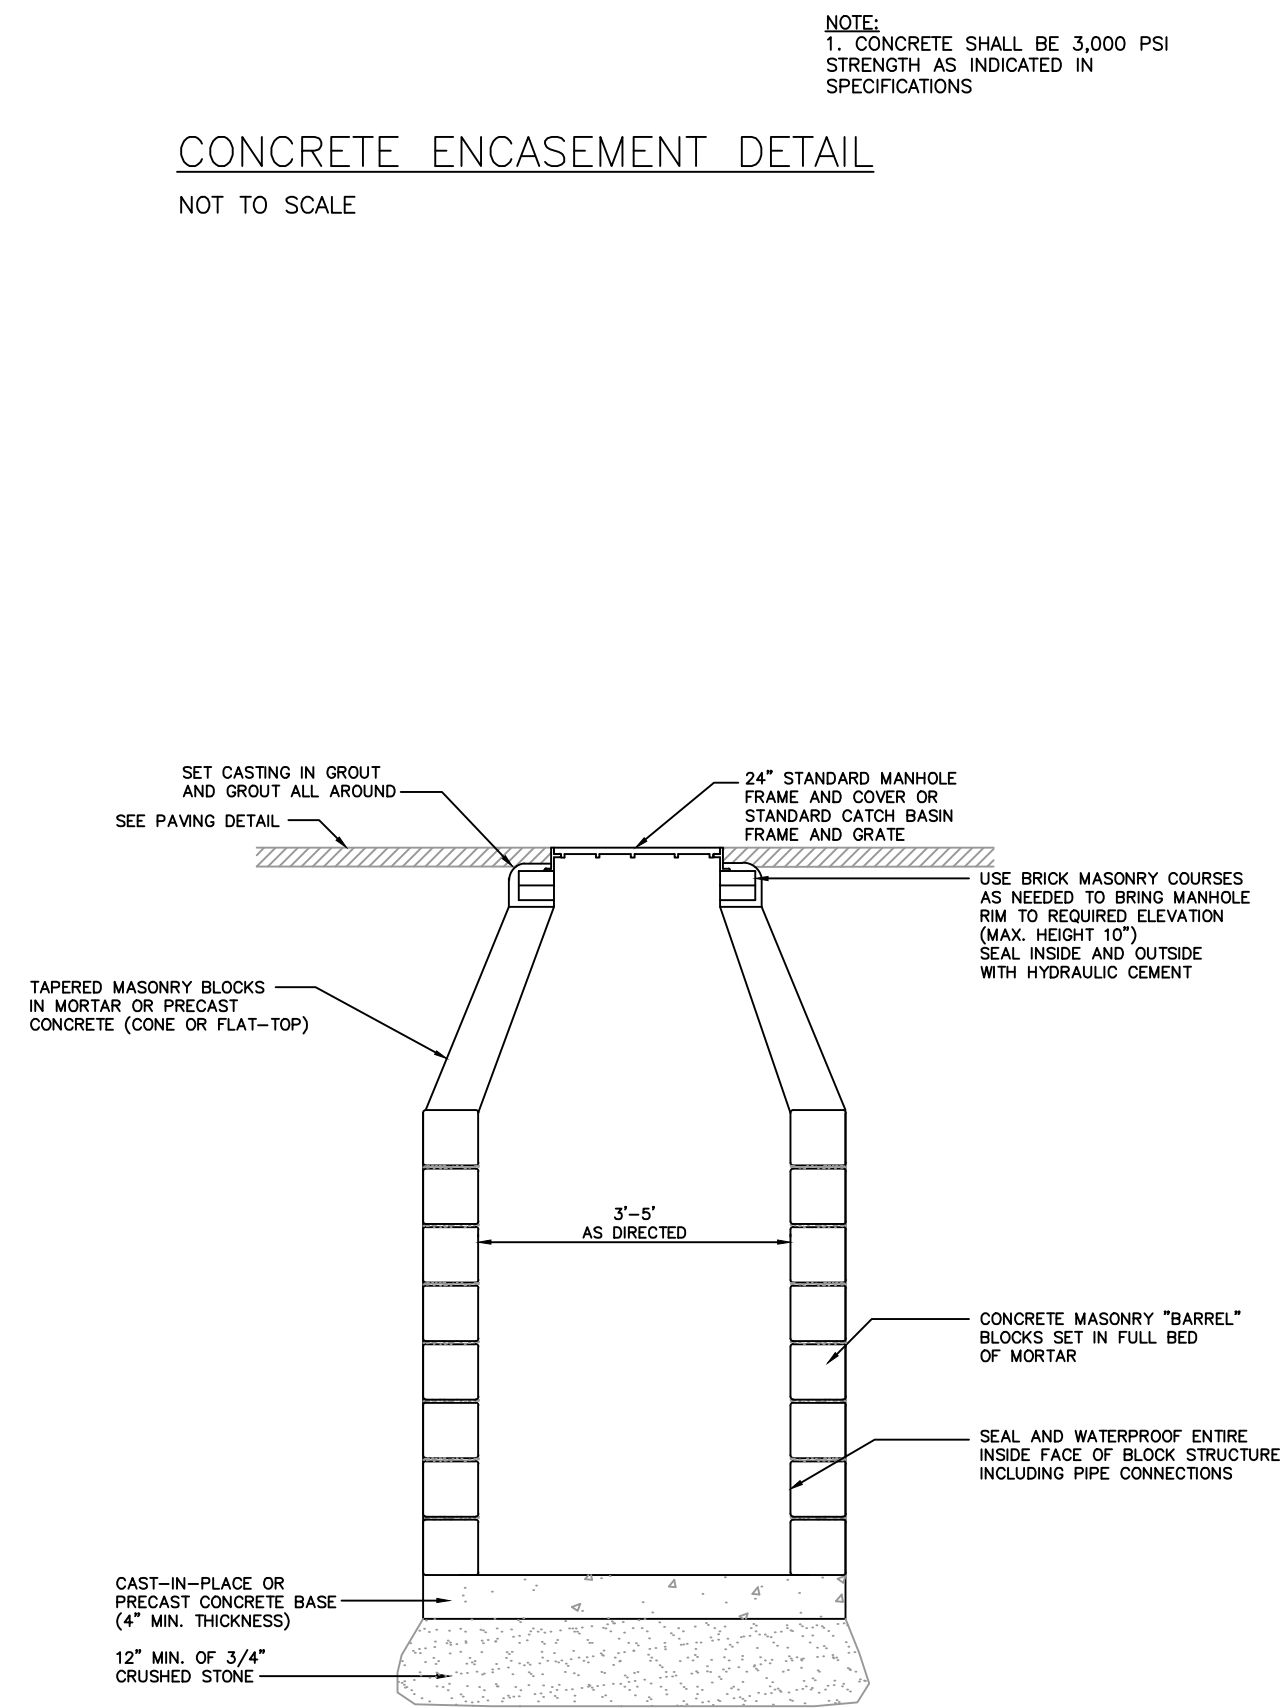 NOTE:
1. CONCRETE SHALL BE 3,000 PSI
STRENGTH AS INDICATED IN
SPECIFICATIONS
CONCRETE ENCASEMENT DETAIL
NOT TO SCALE
SET CASTING IN GROUT
AND GROUT ALL AROUND
SEE PAVING DETAIL
24" STANDARD MANHOLE
FRAME AND COVER OR
STANDARD CATCH BASIN
FRAME AND GRATE
USE BRICK MASONRY COURSES
AS NEEDED TO BRING MANHOLE
RIM TO REQUIRED ELEVATION
(MAX. HEIGHT 10")
SEAL INSIDE AND OUTSIDE
WITH HYDRAULIC CEMENT
TAPERED MASONRY BLOCKS
IN MORTAR OR PRECAST
CONCRETE (CONE OR FLAT-TOP)
3'-5'
AS DIRECTED
CONCRETE MASONRY "BARREL"
BLOCKS SET IN FULL BED
OF MORTAR
SEAL AND WATERPROOF ENTIRE
INSIDE FACE OF BLOCK STRUCTURE
INCLUDING PIPE CONNECTIONS
CAST-IN-PLACE OR
PRECAST CONCRETE BASE
(4" MIN. THICKNESS)
12" MIN. OF 3/4"
CRUSHED STONE